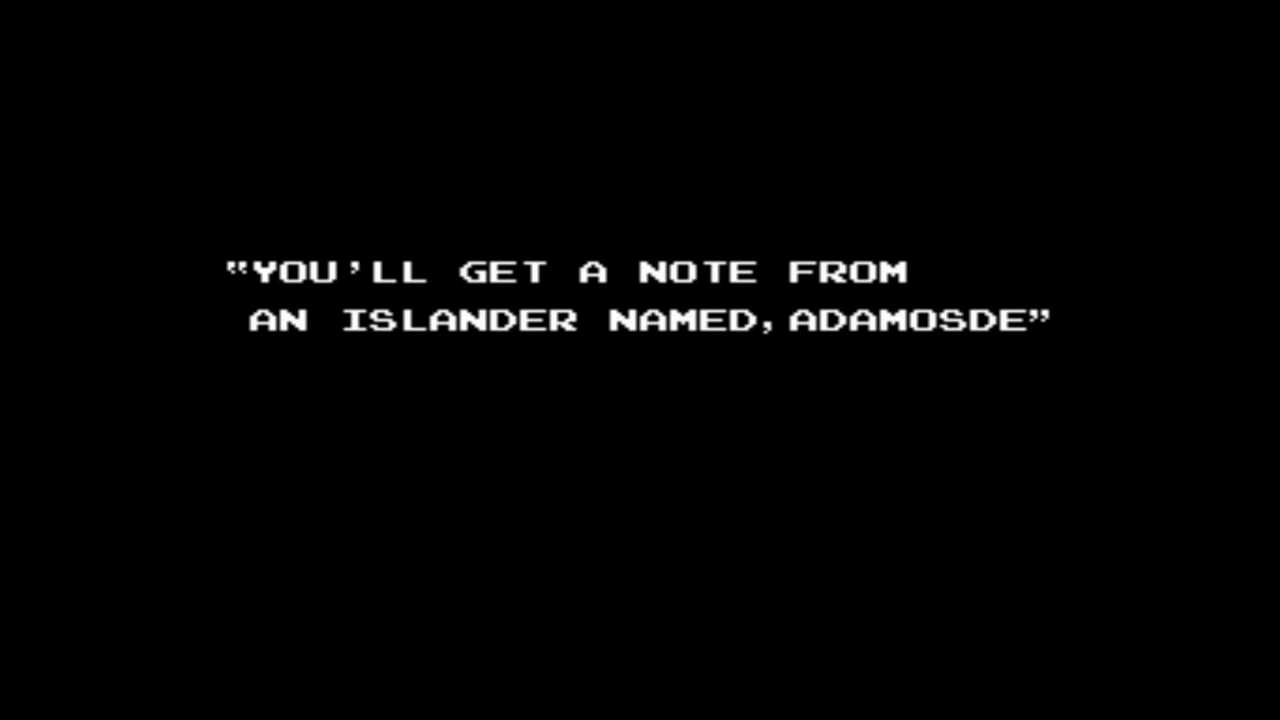 “YOU’LL GET A NOTE FROM
AN ISLANDER NAMED,ADAMOSDE”